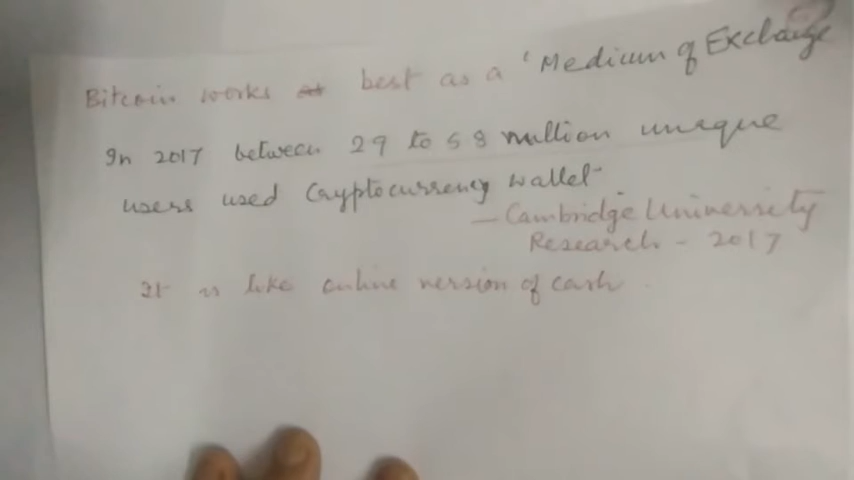 Bitcoin works best as a 'Medium of Exchange
In 2017 between 29 to 58 million unique
users used Cryptocurrency wallet
- Cambridge University
Research - 2017
It is like online version of cash.